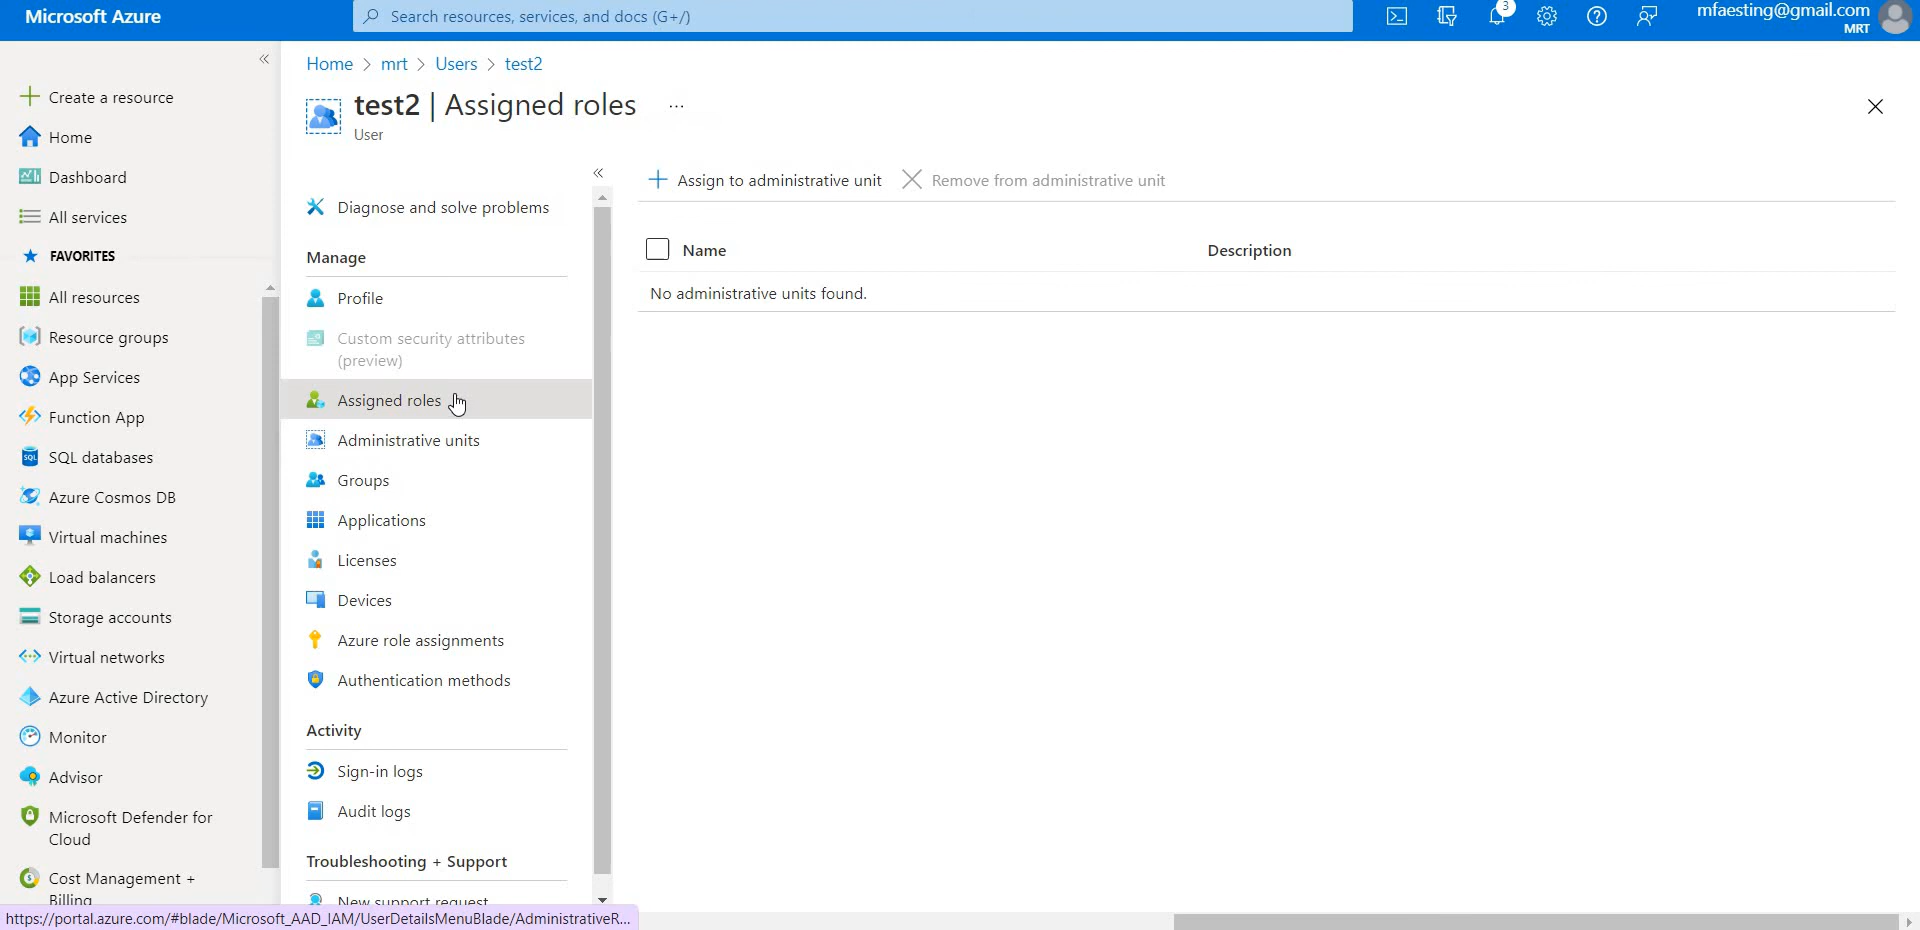 Microsoft Azure
Search resources, services, and docs (G+/)
3
mfaesting@gmail.com
MRT
Create a resource
Home
Dashboard
All services
FAVORITES
All resources
Resource groups
App Services
Function App
SQL databases
Azure Cosmos DB
Virtual machines
Load balancers
Storage accounts
Virtual networks
Azure Active Directory
Monitor
Advisor
Microsoft Defender for
Cloud
Cost Management +
Billing
Home > mrt > Users > test2
test2 | Assigned roles ...
User
Diagnose and solve problems
Manage
Profile
Custom security attributes
(preview)
Assigned roles
Administrative units
Groups
Applications
Licenses
Devices
Azure role assignments
Authentication methods
Activity
Sign-in logs
Audit logs
Troubleshooting + Support
New support request
Assign to administrative unit
Remove from administrative unit
Name
Description
No administrative units found.
https://portal.azure.com/#blade/Microsoft_AAD_IAM/UserDetailsMenuBlade/AdministrativeR...